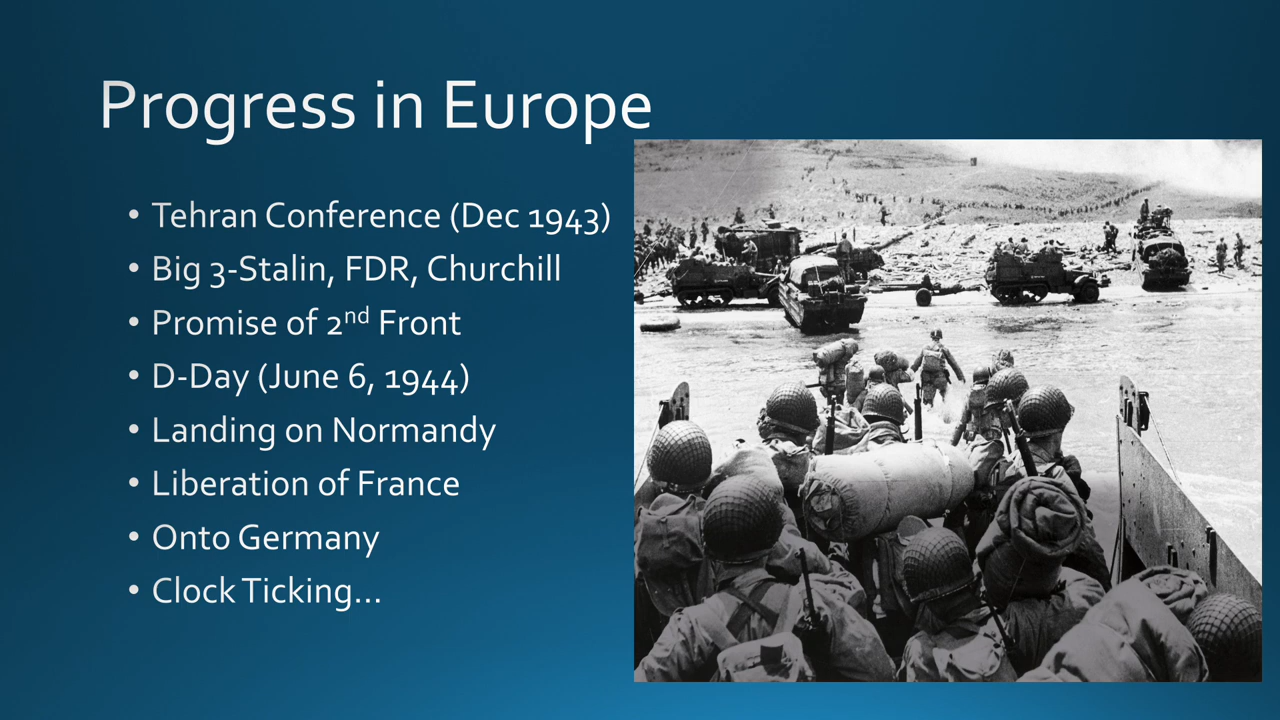 Progress in Europe
• Tehran Conference (Dec 1943)
• Big 3-Stalin, FDR, Churchill
• Promise of 2nd Front
• D-Day (June 6, 1944)
• Landing on Normandy
• Liberation of France
• Onto Germany
• Clock Ticking...